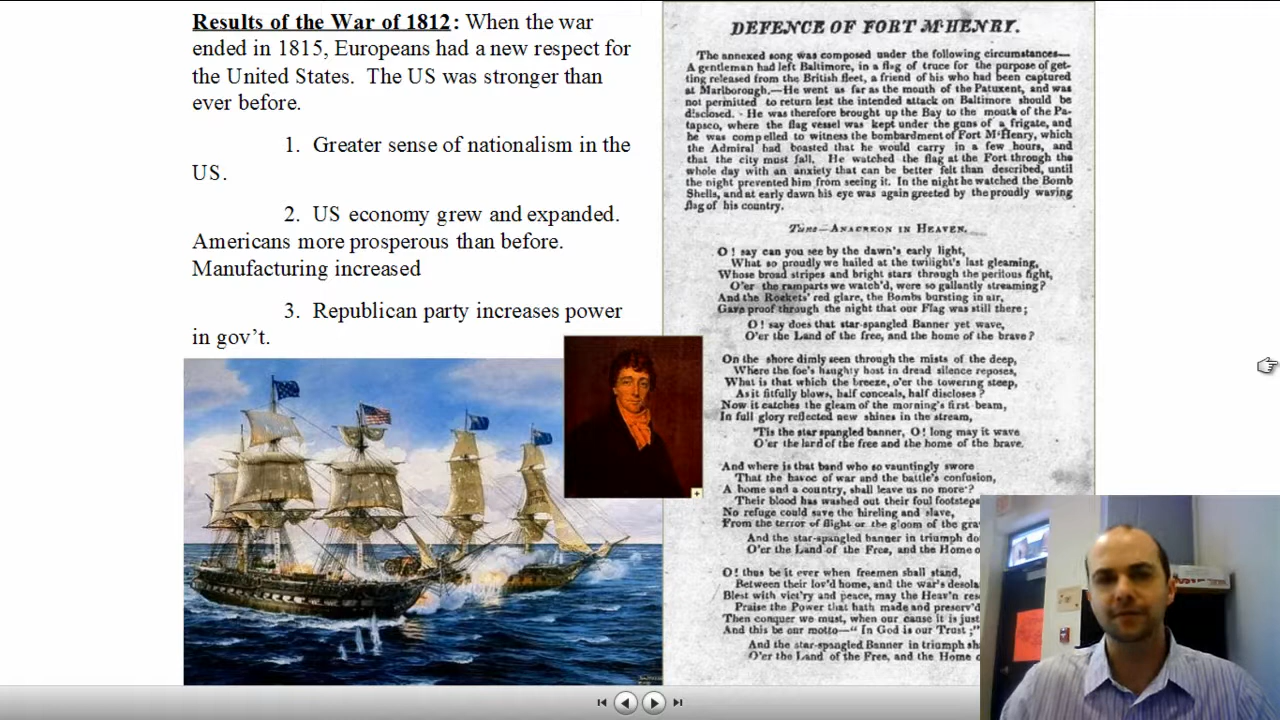 Results of the War of 1812: When the war
ended in 1815, Europeans had a new respect for
the United States. The US was stronger than
ever before.
1. Greater sense of nationalism in the
US.
2. US economy grew and expanded.
Americans more prosperous than before.
Manufacturing increased
3. Republican party increases power
in gov't.
DEFENCE OF FORT M'HENRY.
The annexed song was composed under the following circumstances—
A gentleman had left Baltimore, in a flag of truce for the purpose of get-
ting released from the British fleet, a friend of his who had been captured
at Marlborough.—He went as far as the mouth of the Patuxent, and was
not permitted to return lest the intended attack on Baltimore should be
disclosed. He was therefore brought up the Bay to the mouth of the Pa-
tapsco, where the flag vessel was kept under the guns of a frigate, and
he was compelled to witness the bombardment of Fort M'Henry, which
the Admiral had boasted that he would carry in a few hours, and
that the city must fall. He watched the flag at the Fort through the
whole day with an anxiety that can be better felt than described, until
the night prevented him from seeing it. In the night he watched the Bomb
Shells, and at early dawn his eye was again greeted by the proudly waving
flag of his country.
Tune—ANACREON IN HEAVEN.
O! say can you see by the dawn's early light,
What so proudly we hailed at the twilight's last gleaming,
Whose broad stripes and bright stars through the perilous fight,
O'er the ramparts we watch'd, were so gallantly streaming?
And the Rockets' red glare, the Bombs bursting in air,
Gave proof through the night that our Flag was still there;
O! say does that star-spangled Banner yet wave,
O'er the Land of the free, and the home of the brave?
On the shore dimly seen through the mists of the deep,
Where the foe's haughty host in dread silence reposes,
What is that which the breeze, o'er the towering steep,
As it fitfully blows, half conceals, half discloses?
Now it catches the gleam of the morning's first beam,
In full glory reflected new shines in the stream,
'Tis the star spangled banner, O! long may it wave
O'er the land of the free and the home of the brave.
And where is that band who so vauntingly swore
That the havoc of war and the battle's confusion,
A home and a country, shall leave us no more?
Their blood has washed out their foul footsteps
No refuge could save the hireling and slave,
From the terror of flight or the gloom of the gra
And the star-spangled banner in triumph do
O'er the Land of the Free, and the Home o
O! thus be it ever when freemen shall stand,
Between their lov'd home, and the war's desola
Blest with vict'ry and peace, may the Heav'n res
Praise the Power that hath made and preserv'd
Then conquer we must, when our cause it is just
And this be our motto—"In God is our Trust;"
And the star-spangled Banner in triumph sh
O'er the Land of the Free, and the Home o